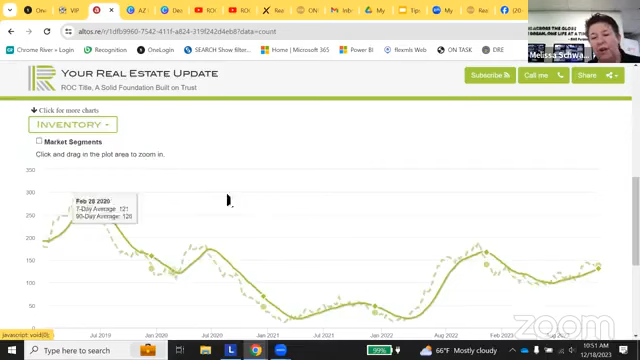 altos.re/r/1dfb9960-7542-411f-a824-319f242d4eb8?data=count
Chrome River ~ O...
Recognition
OneLogin
SEARCH Show filter...
Home | Microsoft 365
Power BI
flexmls Web
ON TASK
DRE
Melissa Schwa
YOUR REAL ESTATE UPDATE
ROC Title, A Solid Foundation Built on Trust
Subscribe
Call me
Share
Click for more charts
INVENTORY
Market Segments
Click and drag in the plot area to zoom in.
350
300
250
200
150
100
50
0
Feb 28 2020
7-Day Average: 121
90-Day Average: 126
Jul 2019
Jan 2020
Jul 2020
Jan 2021
Jul 2021
Jan 2022
Aug 2022
Feb 2023
Aug 2023
javascript:void(0);
zoom
Type here to search
99%
66°F Mostly cloudy
10:51 AM
12/18/2023